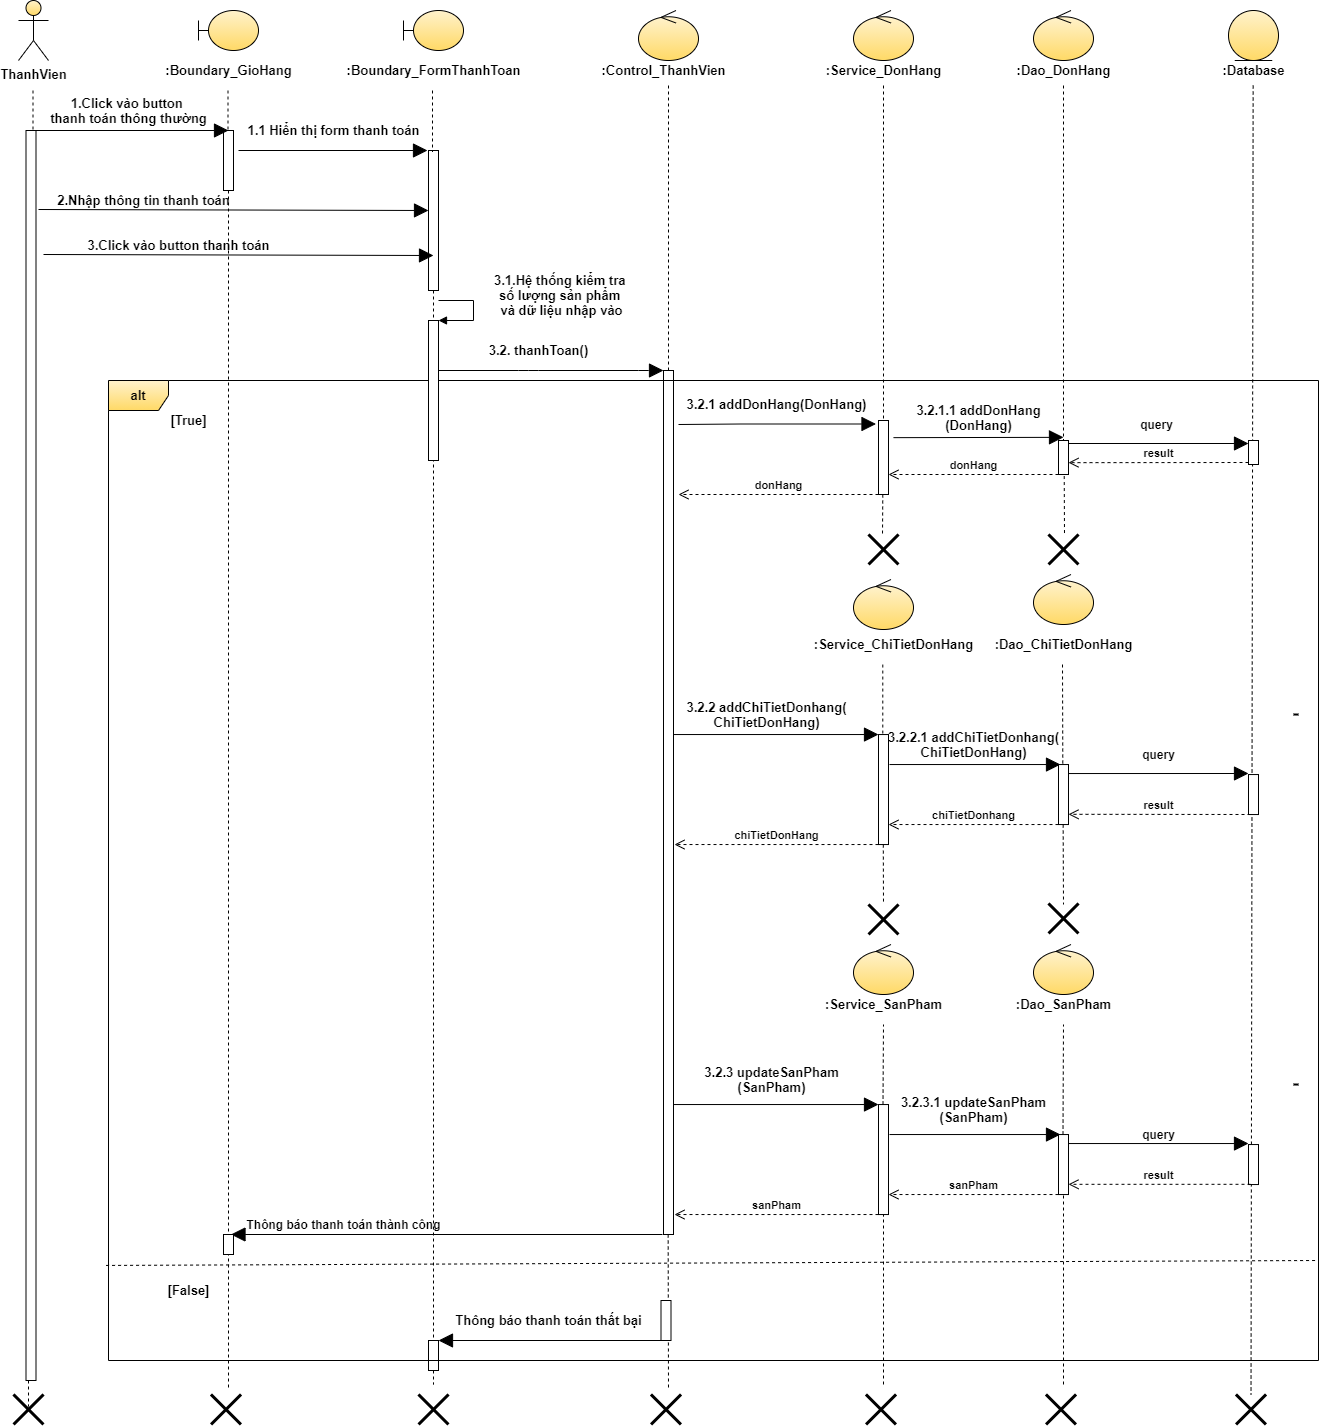 ThanhVien
:Boundary_GioHang
:Boundary_FormThanhToan
:Control_ThanhVien
:Service_DonHang
:Dao_DonHang
:Database
1.Click vào button
thanh toán thông thường
1.1 Hiển thị form thanh toán
2.Nhập thông tin thanh toán
3.Click vào button thanh toán
3.1.Hệ thống kiểm tra
số lượng sản phẩm
và dữ liệu nhập vào
3.2. thanhToan()
alt
[True]
3.2.1 addDonHang(DonHang)
3.2.1.1 addDonHang
(DonHang)
query
result
donHang
donHang
:Service_ChiTietDonHang
:Dao_ChiTietDonHang
3.2.2 addChiTietDonhang(
ChiTietDonHang)
-
3.2.2.1 addChiTietDonhang(
ChiTietDonHang)
query
result
chiTietDonhang
chiTietDonHang
:Service_SanPham
:Dao_SanPham
3.2.3 updateSanPham
(SanPham)
-
3.2.3.1 updateSanPham
(SanPham)
query
result
sanPham
sanPham
Thông báo thanh toán thành công
[False]
Thông báo thanh toán thất bại